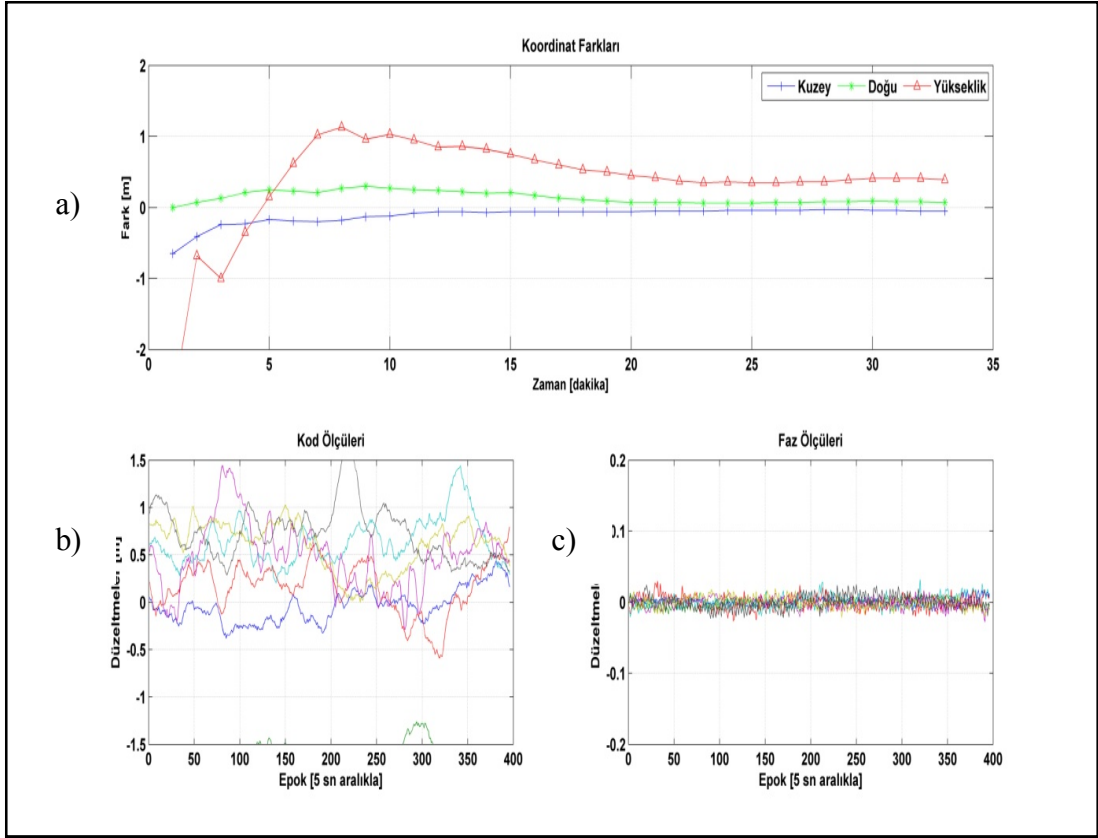 Koordinat Farkları
2
1
0
-1
-2
Fark [m]
Kuzey Doğu Yükseklik
a)
0 5 10 15 20 25 30 35
Zaman [dakika]
Kod Ölçüleri
1.5
1
0.5
0
-0.5
-1
-1.5
b)
0 50 100 150 200 250 300 350 400
Epok [5 sn aralıkla]
Faz Ölçüleri
0.2
0.1
0
-0.1
-0.2
c)
0 50 100 150 200 250 300 350 400
Epok [5 sn aralıkla]